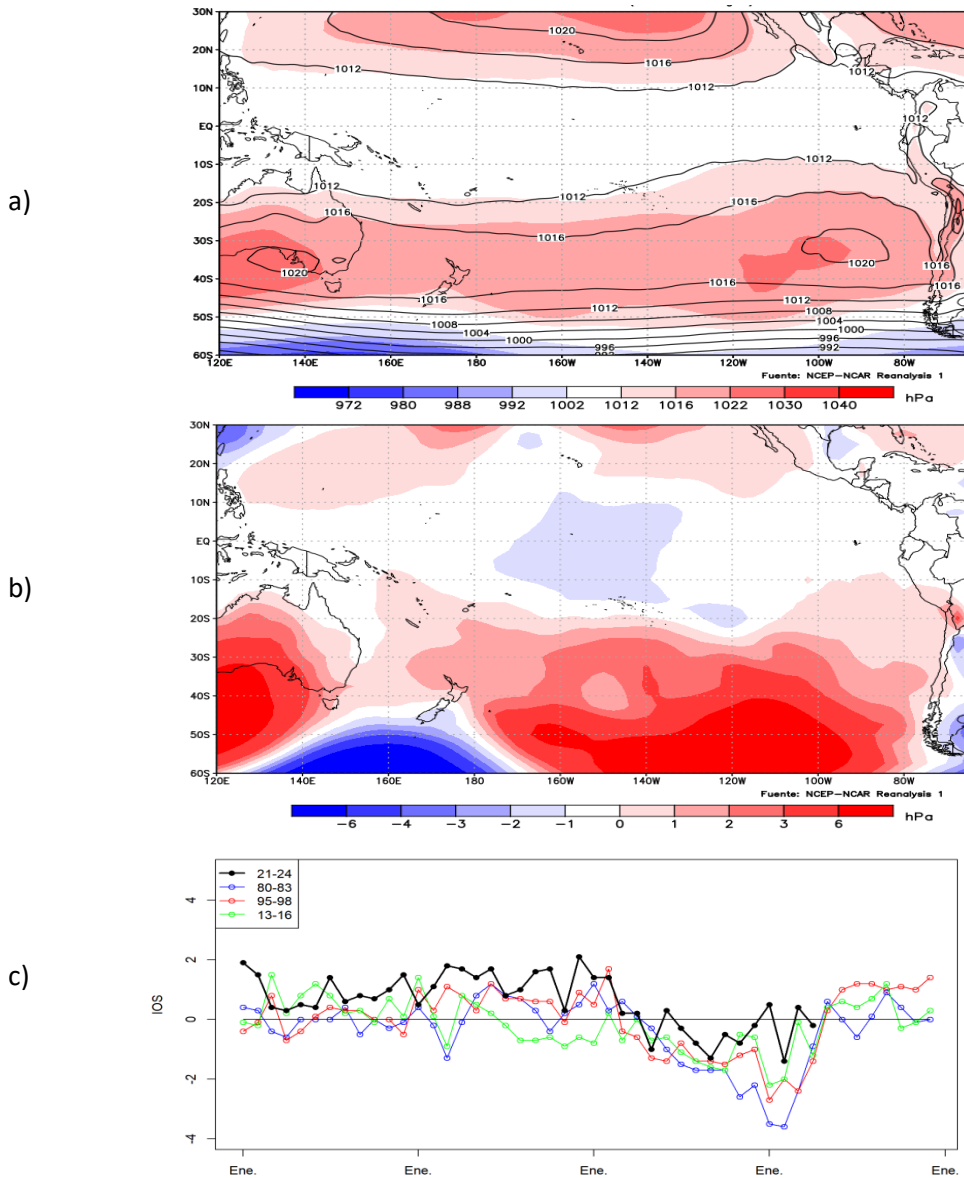 a)
30N
20N
10N
EQ
10S
20S
30S
40S
50S
60S
1020
1016
1012
1012
1012
1012
1012
1012
1012
1016
1016
1020
1020
1016
1016
1016
1016
1012
1012
1008
1008
1004
1004
1000
1000
996
996
992
120E 140E 160E 180 160W 140W 120W 100W 80W
Fuente: NCEP−NCAR Reanalysis 1
972 980 988 992 1002 1012 1016 1022 1030 1040 hPa
b)
30N
20N
10N
EQ
10S
20S
30S
40S
50S
60S
120E 140E 160E 180 160W 140W 120W 100W 80W
Fuente: NCEP−NCAR Reanalysis 1
−6 −4 −3 −2 −1 0 1 2 3 6 hPa
c)
21-24
80-83
95-98
13-16
IOS
4
2
0
-2
-4
Ene. Ene. Ene. Ene. Ene.